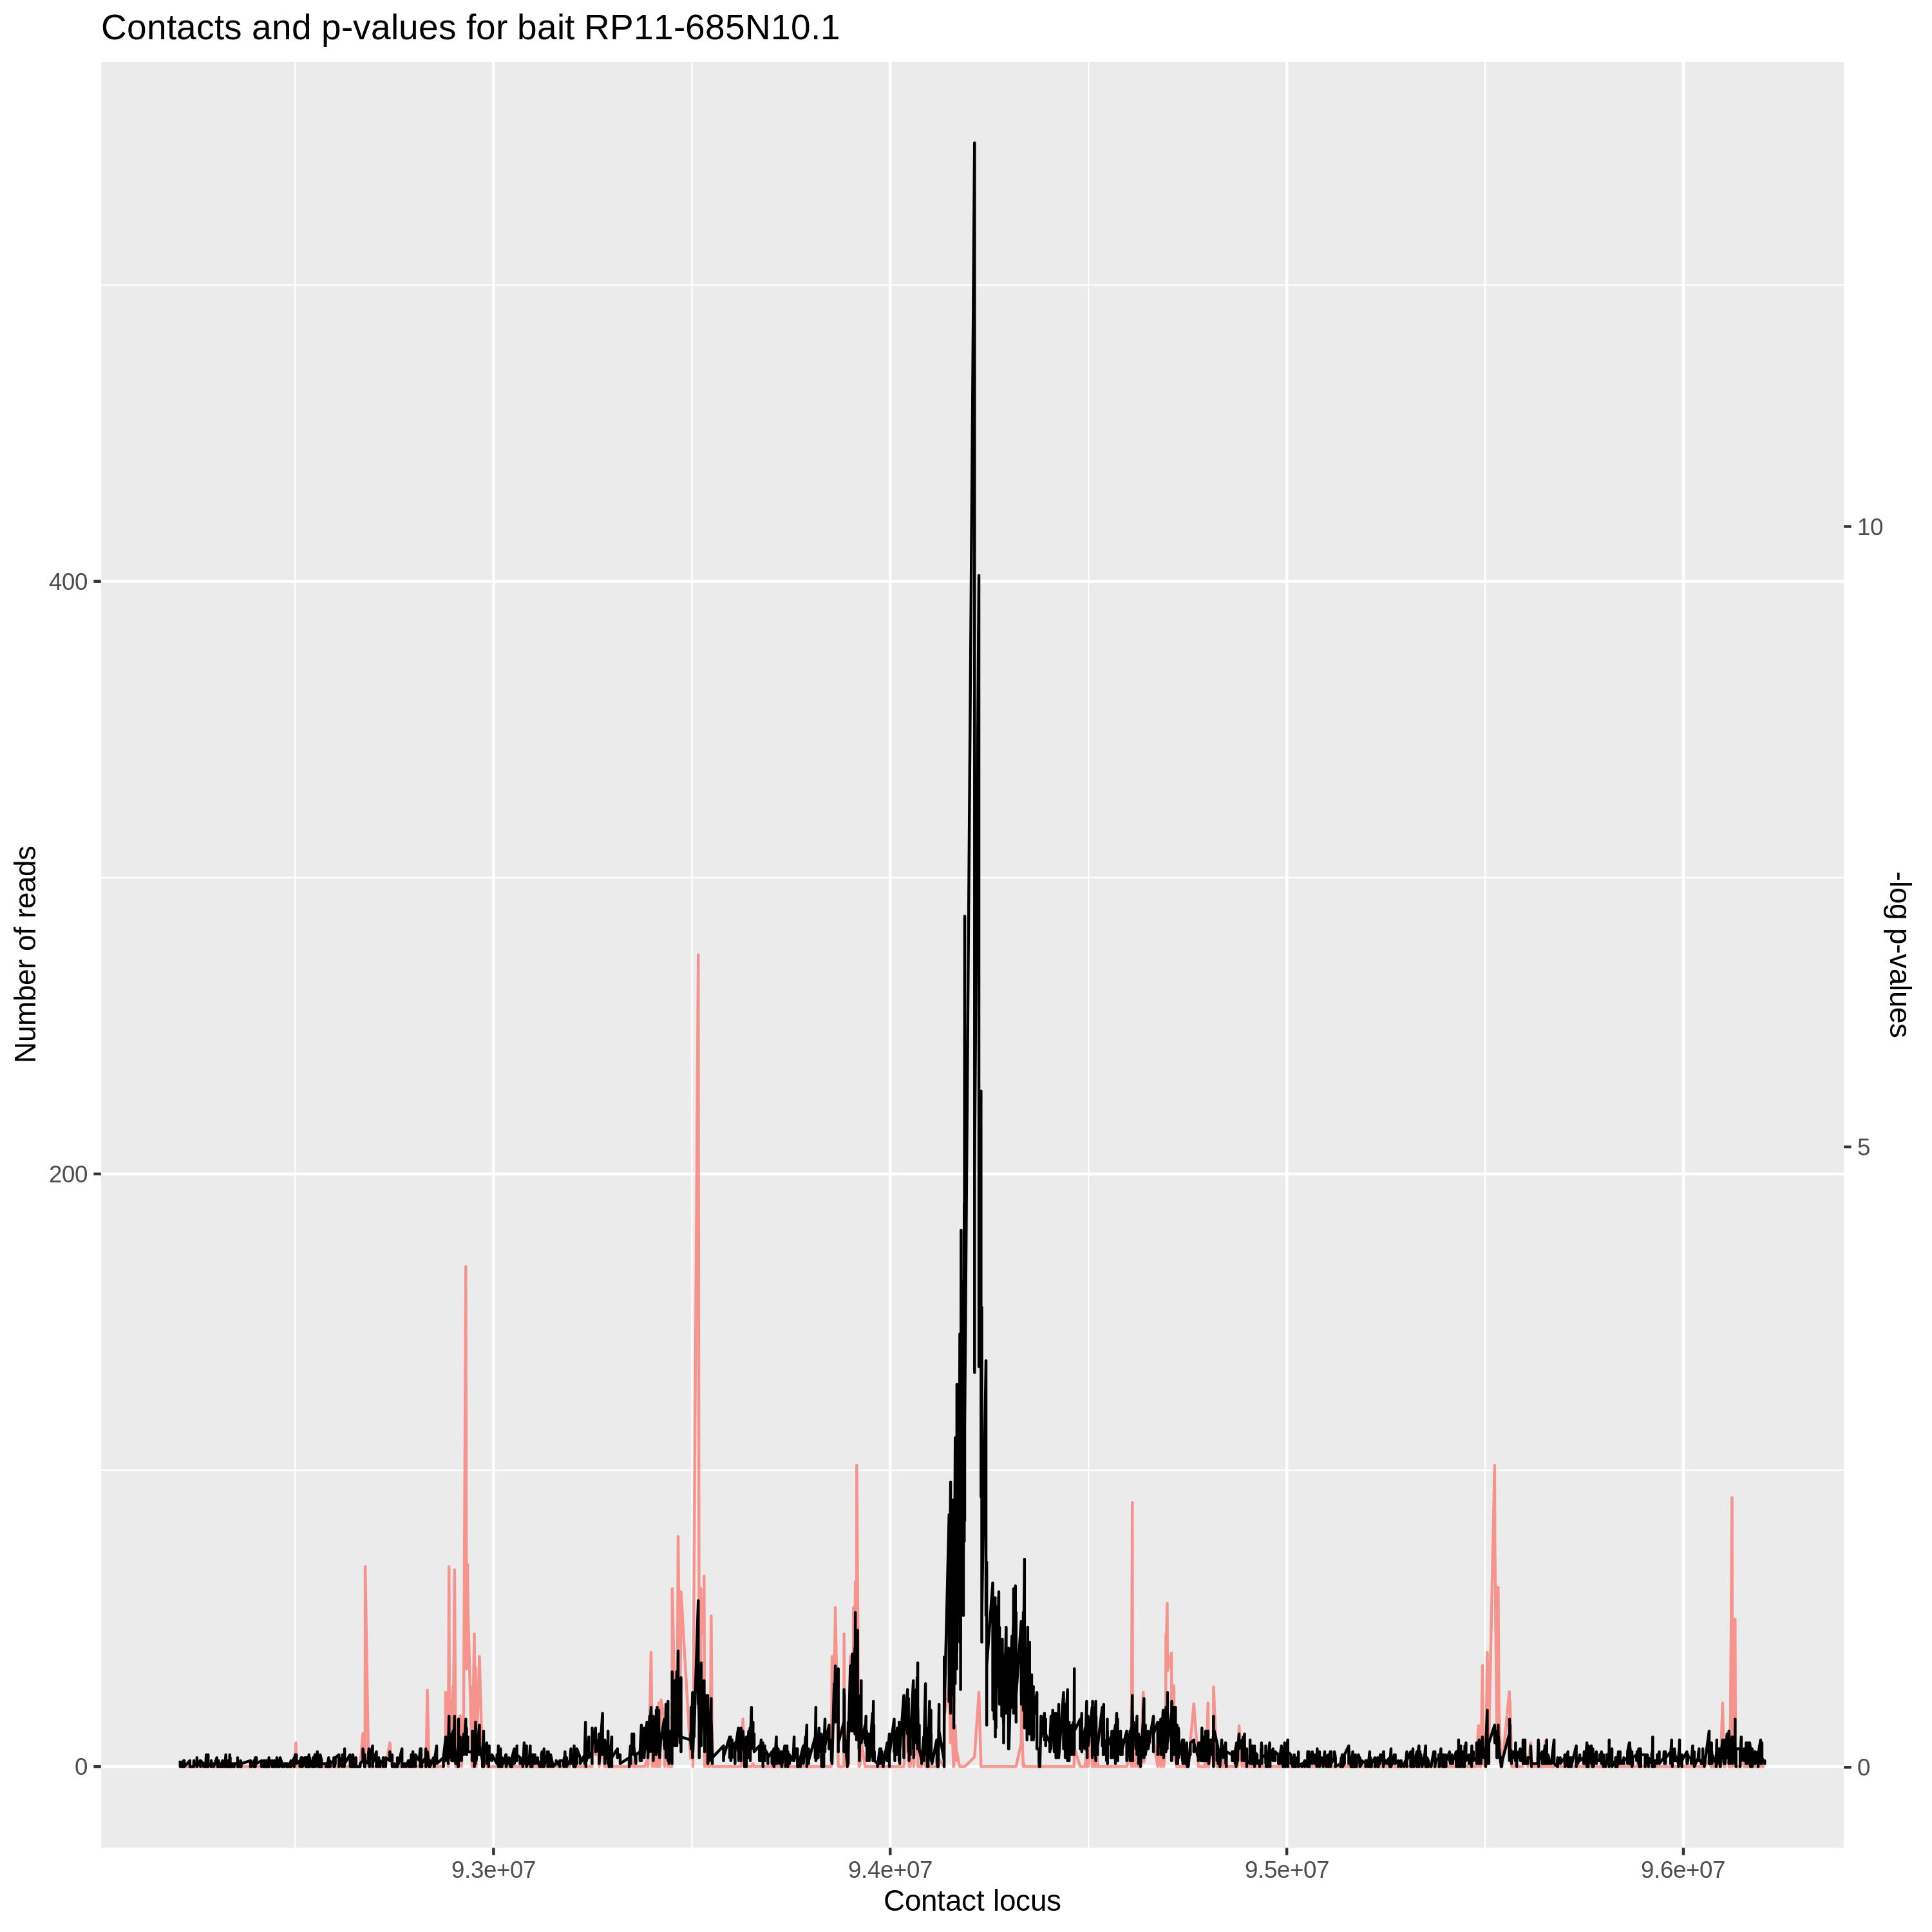 Contacts and p-values for bait RP11-685N10.1
Number of reads
400
200
0
10
5
0
-log p-values
9.3e+07
9.4e+07
9.5e+07
9.6e+07
Contact locus